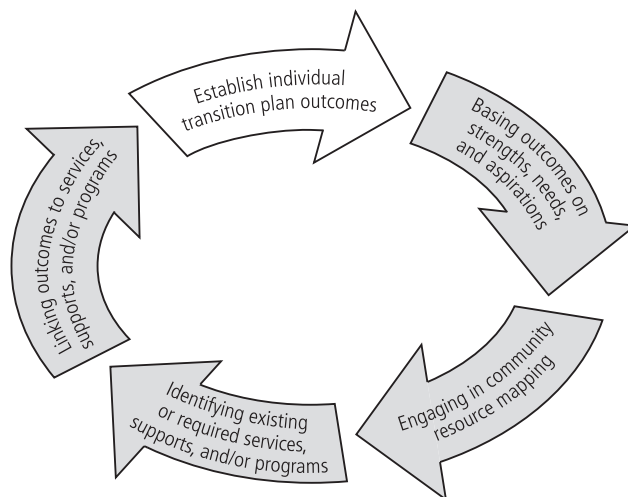 Establish individual
transition plan outcomes
Basing outcomes on
strengths, needs,
and aspirations
Engaging in community
resource mapping
Identifying existing
or required services,
supports, and/or programs
Linking outcomes to services,
supports, and/or programs